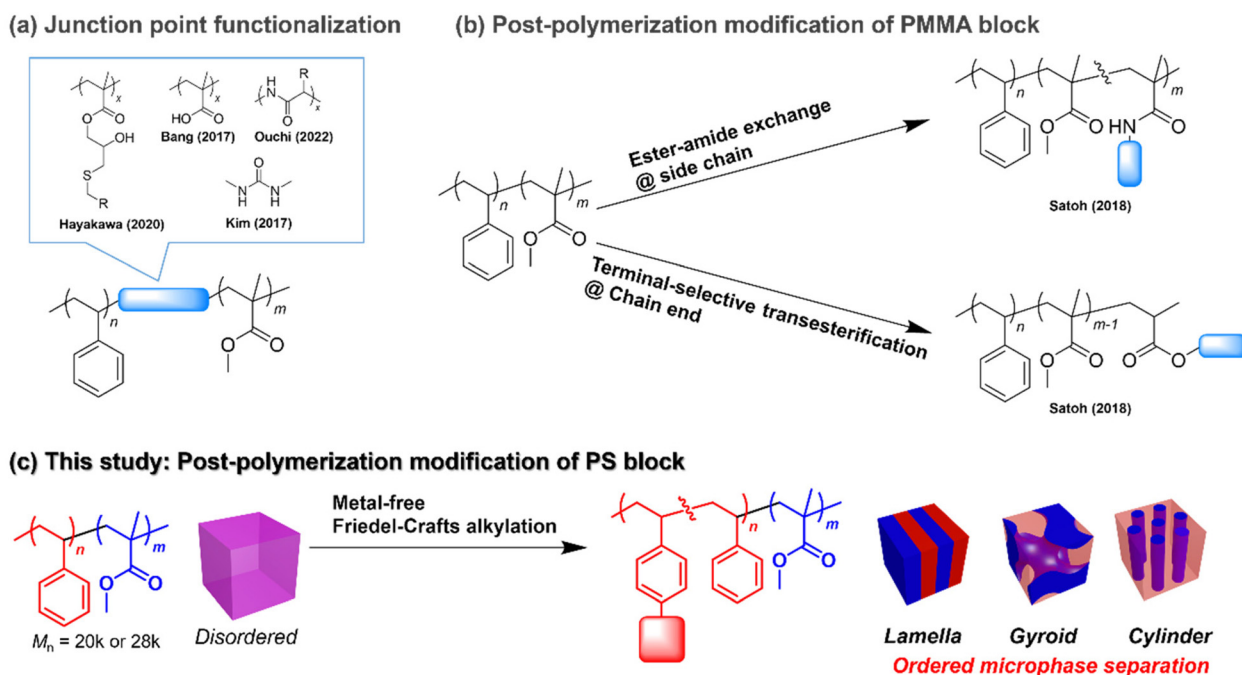 (a) Junction point functionalization
(b) Post-polymerization modification of PMMA block
x
O
O
OH
S
R
Hayakawa (2020)
x
HO
O
Bang (2017)
H
N
R
O
x
Ouchi (2022)
O
N
H
N
H
Kim (2017)
n
m
O
O
n
m
O
O
Ester-amide exchange
@ side chain
Terminal-selective transesterification
@ Chain end
n
m
O
O
HN
O
Satoh (2018)
n
m-1
O
O
O
O
Satoh (2018)
(c) This study: Post-polymerization modification of PS block
n
m
O
O
Mn = 20k or 28k
Disordered
Metal-free
Friedel-Crafts alkylation
n
m
O
O
Lamella
Gyroid
Cylinder
Ordered microphase separation